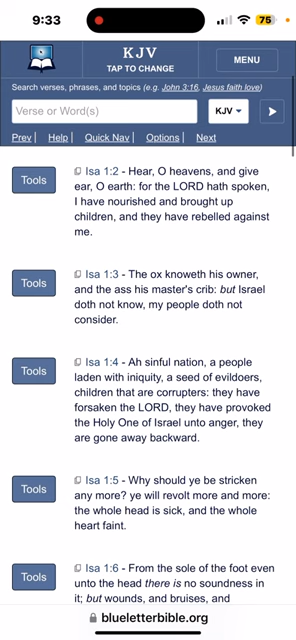 9:33
75
KJV
TAP TO CHANGE
MENU
Search verses, phrases, and topics (e.g. John 3:16, Jesus faith love)
Verse or Word(s)
KJV
Prev | Help | Quick Nav | Options | Next
Tools
Isa 1:2 - Hear, O heavens, and give
ear, O earth: for the LORD hath spoken,
I have nourished and brought up
children, and they have rebelled against
me.
Tools
Isa 1:3 - The ox knoweth his owner,
and the ass his master's crib: but Israel
doth not know, my people doth not
consider.
Tools
Isa 1:4 - Ah sinful nation, a people
laden with iniquity, a seed of evildoers,
children that are corrupters: they have
forsaken the LORD, they have provoked
the Holy One of Israel unto anger, they
are gone away backward.
Tools
Isa 1:5 - Why should ye be stricken
any more? ye will revolt more and more:
the whole head is sick, and the whole
heart faint.
Tools
Isa 1:6 - From the sole of the foot even
unto the head there is no soundness in
it; but wounds, and bruises, and
blueletterbible.org